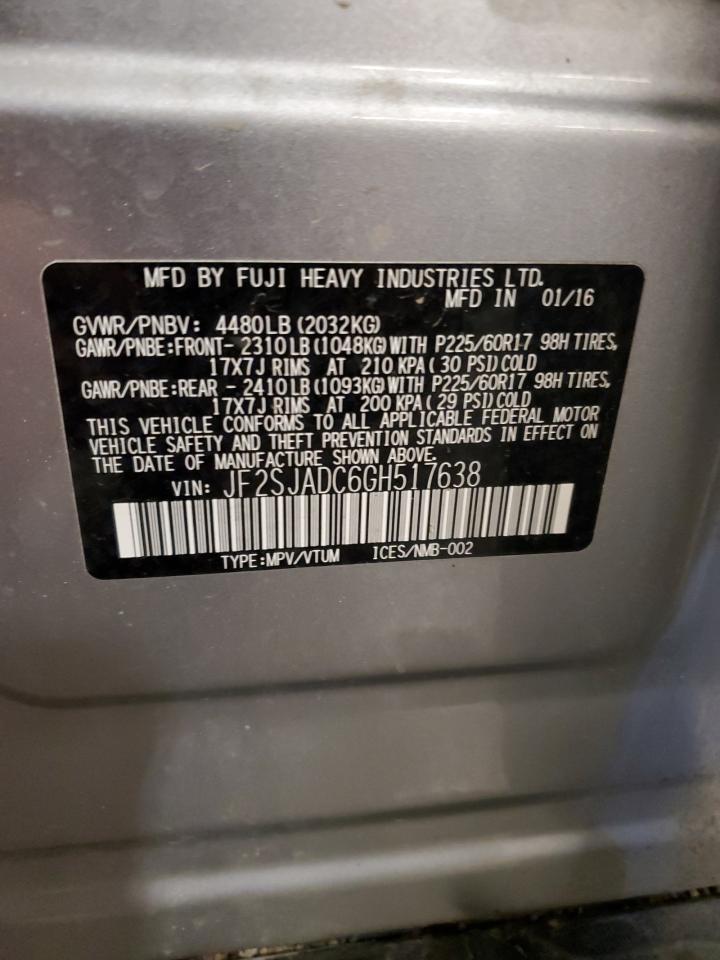 MFD BY FUJI HEAVY INDUSTRIES LTD.
MFD IN 01/16
GVWR/PNBV: 4480LB (2032KG)
GAWR/PNBE:FRONT- 2310LB (1048KG) WITH P225/60R17 98H TIRES,
17X7J RIMS AT 210 KPA ( 30 PSI) COLD
GAWR/PNBE:REAR - 2410LB (1093KG) WITH P225/60R17 98H TIRES,
17X7J RIMS AT 200 KPA ( 29 PSI) COLD
THIS VEHICLE CONFORMS TO ALL APPLICABLE FEDERAL MOTOR
VEHICLE SAFETY AND THEFT PREVENTION STANDARDS IN EFFECT ON
THE DATE OF MANUFACTURE SHOWN ABOVE.
VIN: JF2SJADC6GH517638
TYPE:MPV/VTUM ICES/NMB-002